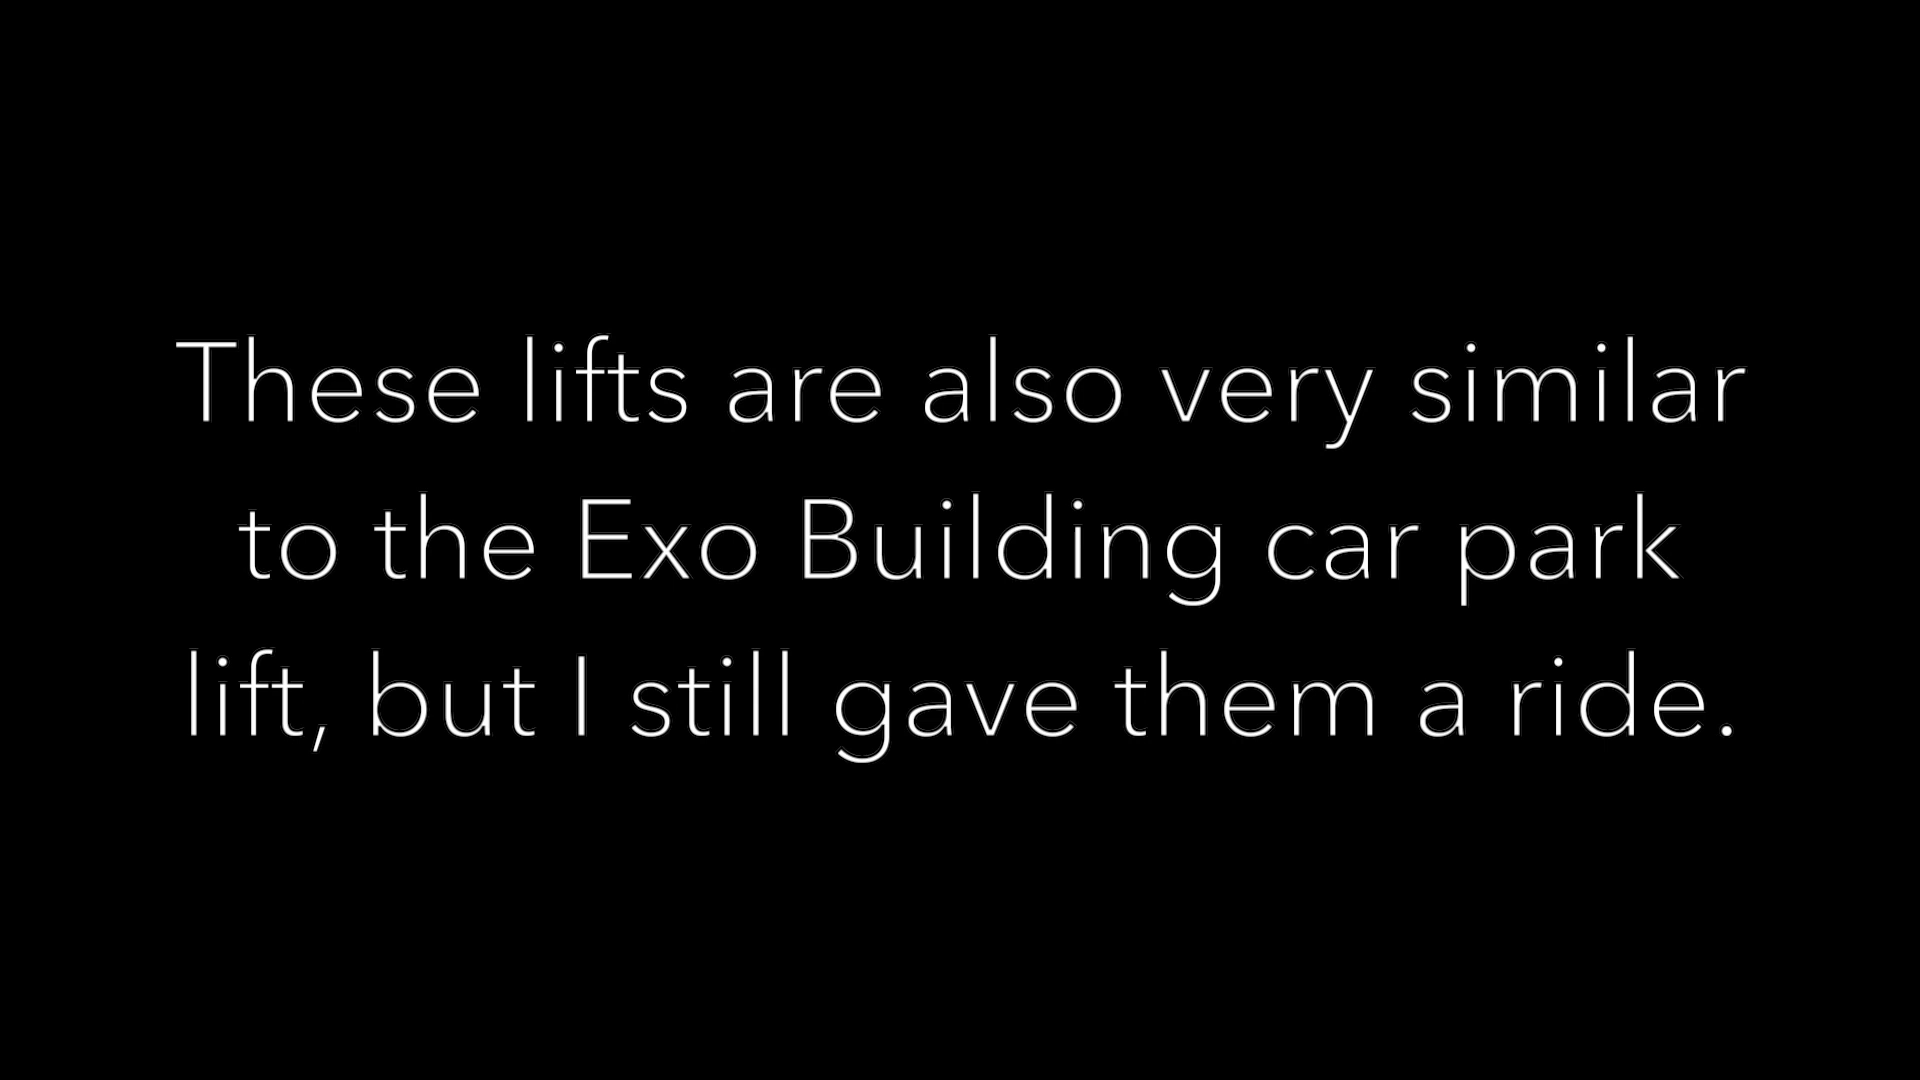 These lifts are also very similar
to the Exo Building car park
lift, but I still gave them a ride.